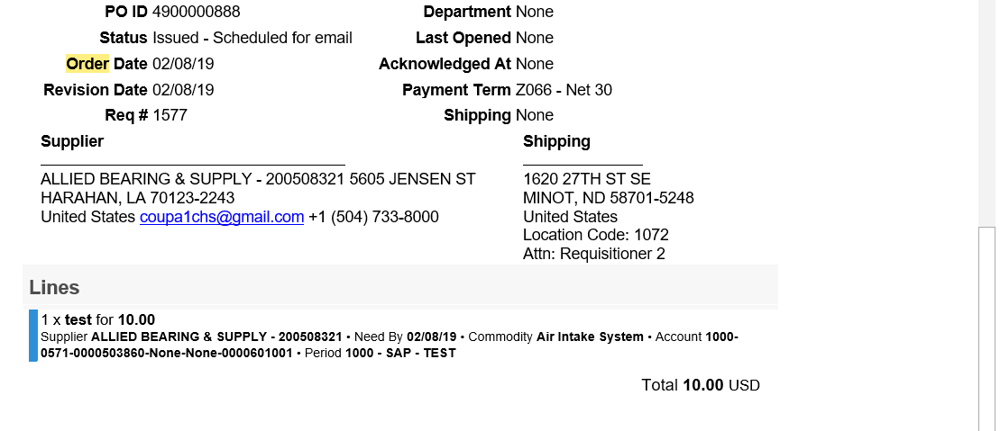 PO ID 4900000888
Department None
Status Issued - Scheduled for email
Last Opened None
Order Date 02/08/19
Acknowledged At None
Revision Date 02/08/19
Payment Term Z066 - Net 30
Req # 1577
Shipping None
Supplier
ALLIED BEARING & SUPPLY - 200508321 5605 JENSEN ST
HARAHAN, LA 70123-2243
United States coupa1chs@gmail.com +1 (504) 733-8000
Shipping
1620 27TH ST SE
MINOT, ND 58701-5248
United States
Location Code: 1072
Attn: Requisitioner 2
Lines
1 x test for 10.00
Supplier ALLIED BEARING & SUPPLY - 200508321 • Need By 02/08/19 • Commodity Air Intake System • Account 1000-
0571-0000503860-None-None-0000601001 • Period 1000 - SAP - TEST
Total 10.00 USD